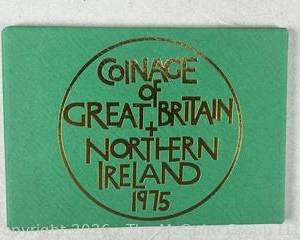 COINAGE
OF
GREAT BRITAIN
+
NORTHERN
IRELAND
1975